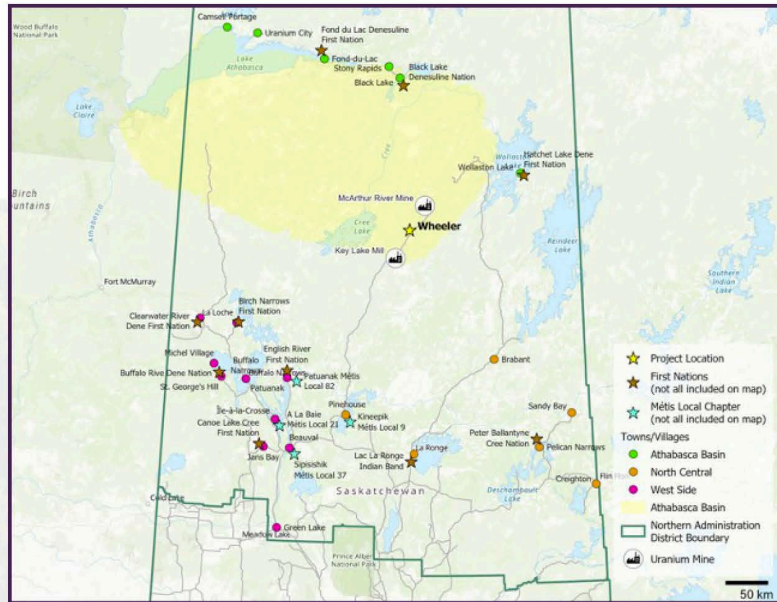 Wood Buffalo
National Park
Camsell Portage
Uranium City
Fond du Lac Denesuline
First Nation
Lake
Athabasca
Fond-du-Lac
Stony Rapids
Black Lake
Denesuline Nation
Black Lake
Lake
Claire
Birch
Mountains
Athabasca
Wollaston Lake
Hatchet Lake Dene
First Nation
McArthur River Mine
Wheeler
Cree
Lake
Key Lake Mill
Reindeer
Lake
Southern
Indian Lake
Fort McMurray
Clearwater River
Dene First Nation
La Loche
Birch Narrows
First Nation
Michel Village
Buffalo Rive Dene Nation
St. George's Hill
Buffalo
Narrows
Buffalo Narrows
Patuanak
English River
First Nation
Patuanak Métis
Local 82
Brabant
Île-à-la-Crosse
A La Baie
Métis Local 21
Canoe Lake Cree
First Nation
Jans Bay
Beauval
Sipisishik
Métis Local 37
Pinehouse
Kineepik
Métis Local 9
Lac La Ronge
Indian Band
La Ronge
Sandy Bay
Peter Ballantyne
Cree Nation
Pelican Narrows
Deschambault
Lake
Creighton
Flin Flon
Saskatchewan
Cold Lake
Green Lake
Meadow Lake
Prince Albert
National Park
Project Location
First Nations
(not all included on map)
Métis Local Chapter
(not all included on map)
Towns/Villages
Athabasca Basin
North Central
West Side
Athabasca Basin
Northern Administration
District Boundary
Uranium Mine
50 km